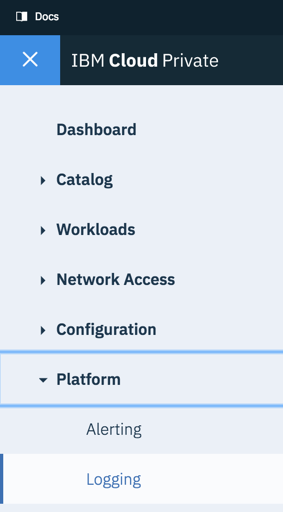 Docs
IBM Cloud Private
Dashboard
Catalog
Workloads
Network Access
Configuration
Platform
Alerting
Logging